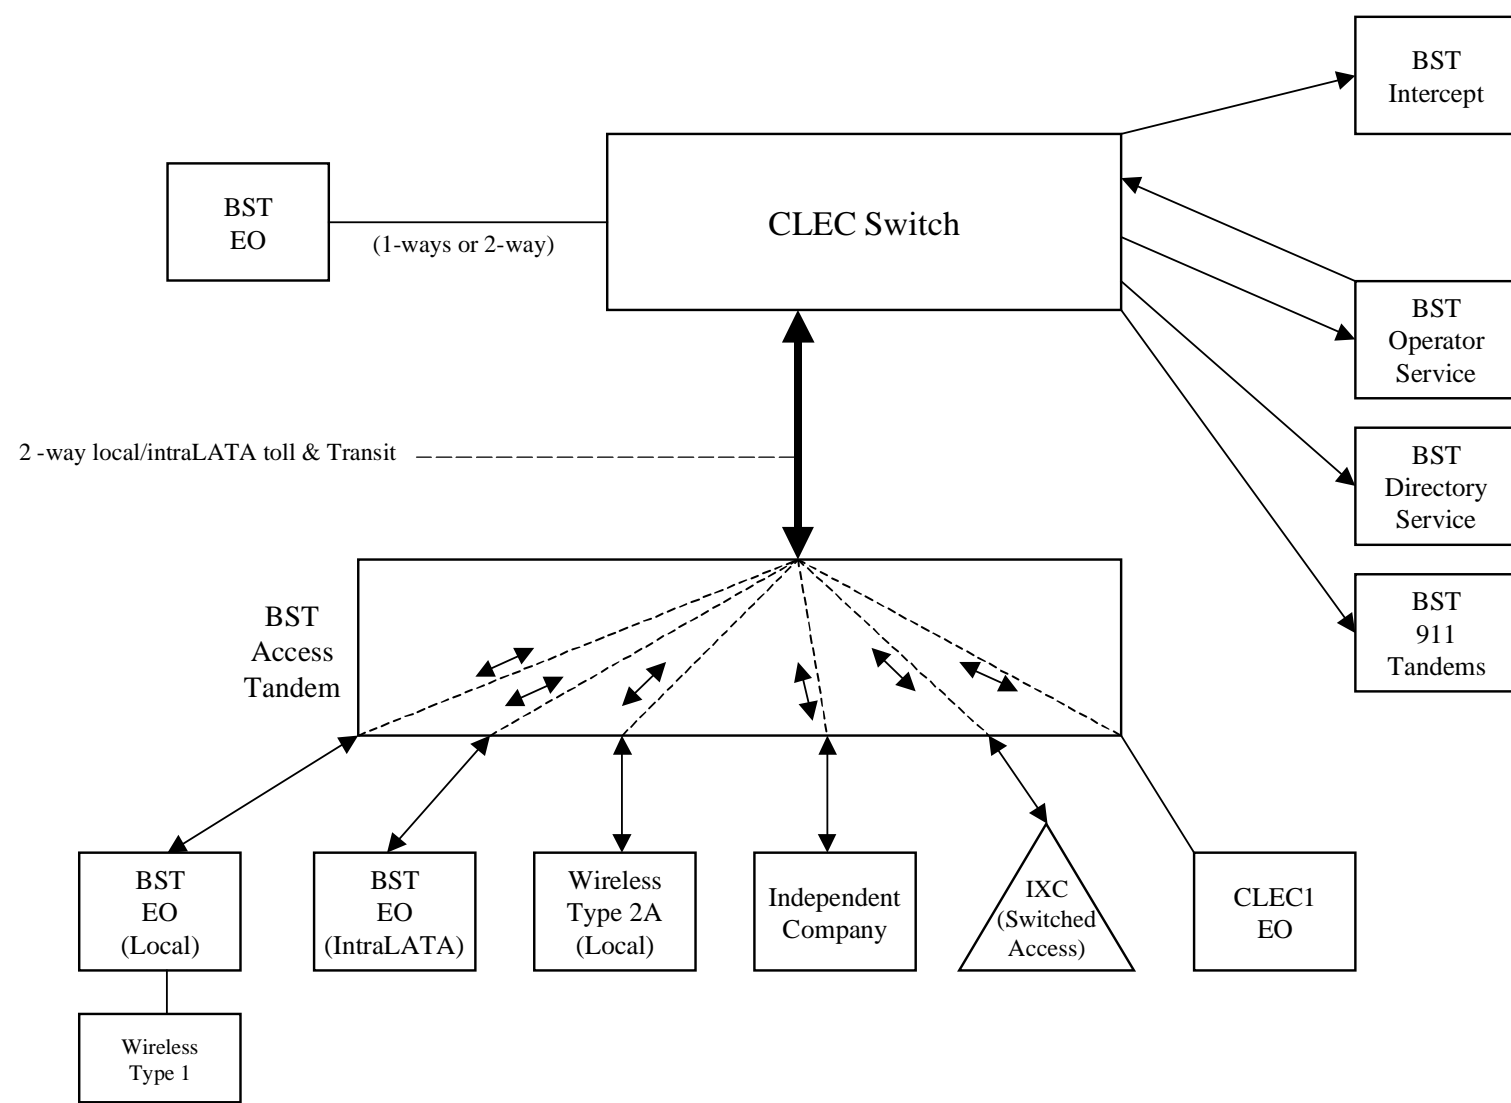 BST
Intercept
BST
EO
(1-ways or 2-way)
CLEC Switch
BST
Operator
Service
2 -way local/intraLATA toll & Transit
BST
Directory
Service
BST
911
Tandems
BST
Access
Tandem
BST
EO
(Local)
BST
EO
(IntraLATA)
Wireless
Type 2A
(Local)
Independent
Company
IXC
(Switched
Access)
CLEC1
EO
Wireless
Type 1